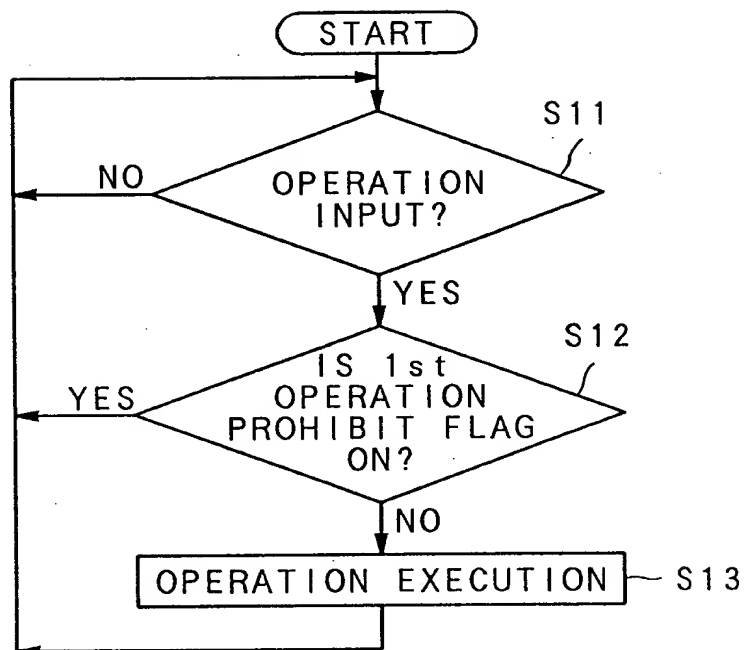 START
S11
NO
OPERATION
INPUT?
YES
S12
IS 1st
YES
OPERATION
PROHIBIT FLAG
ON?
NO
OPERATION EXECUTION
S13